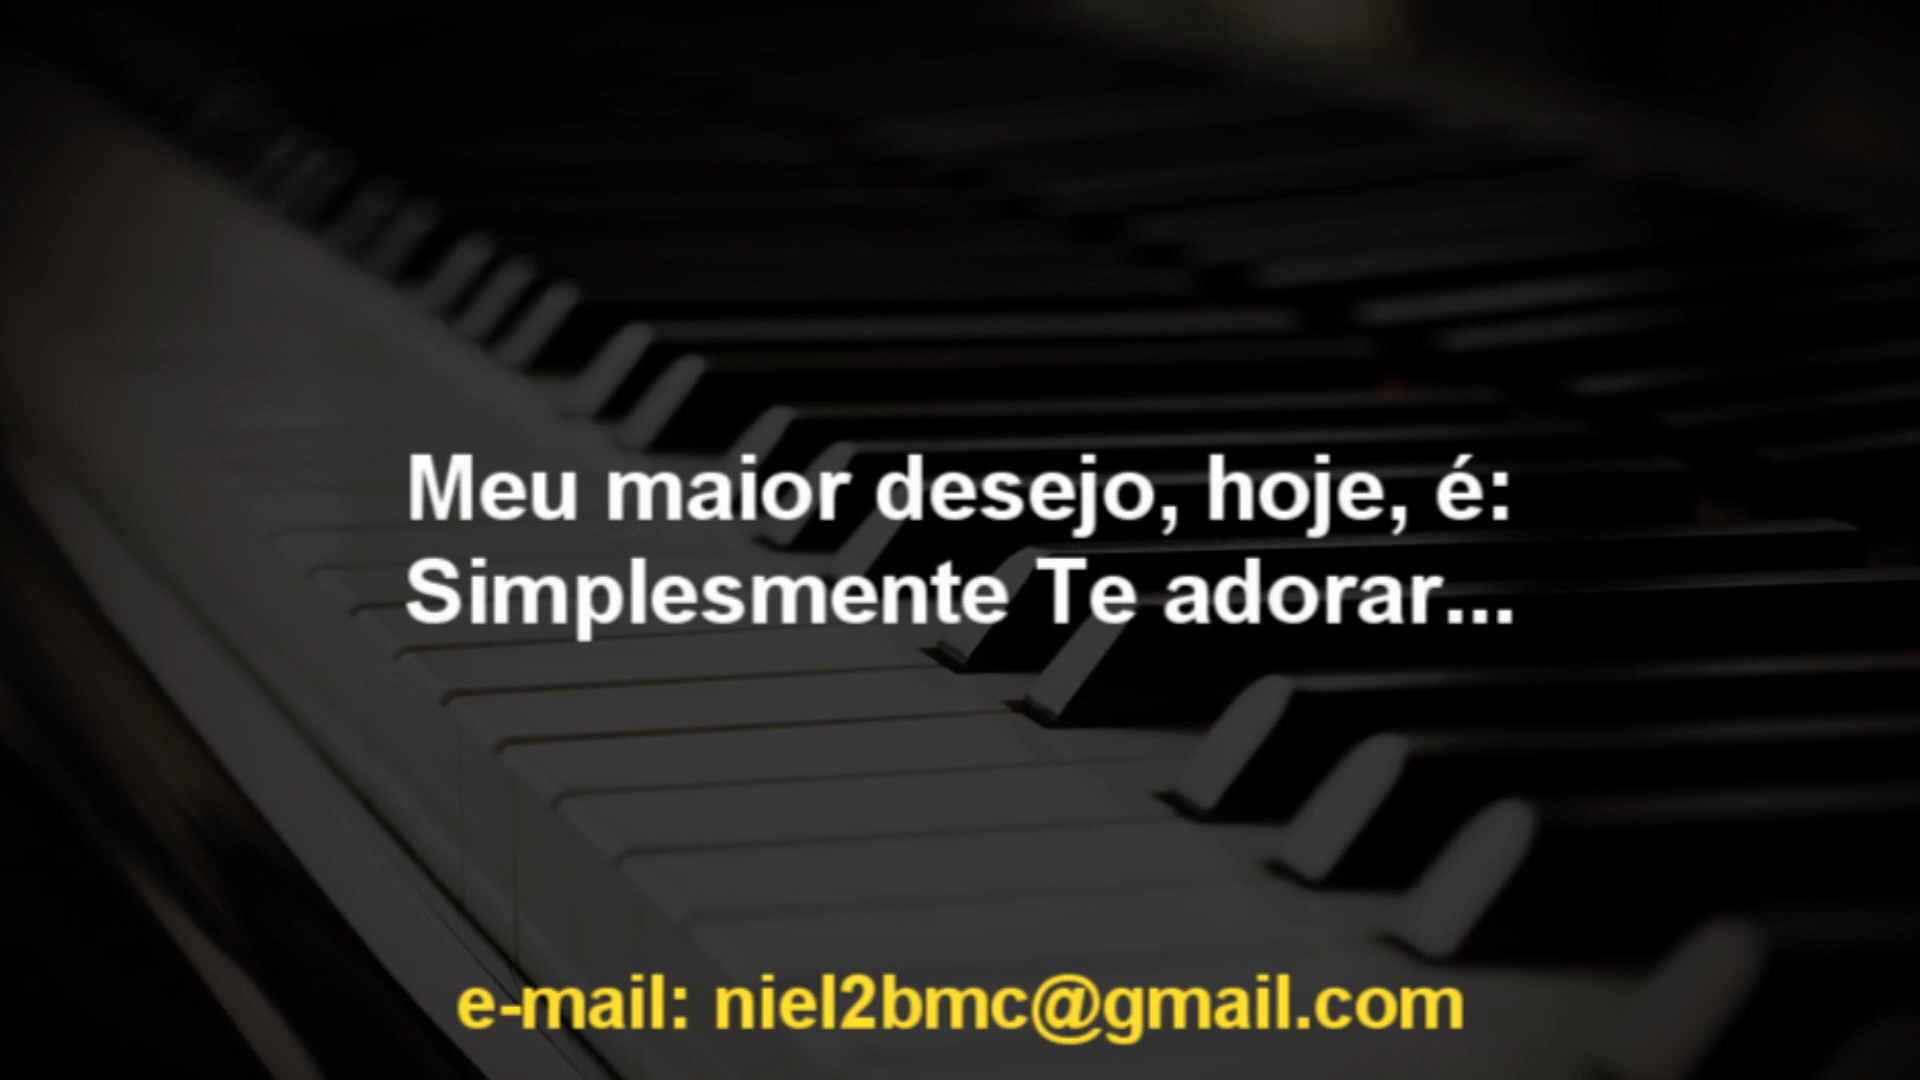 Meu maior desejo, hoje, é:
Simplesmente Te adorar...
e-mail: niel2bmc@gmail.com